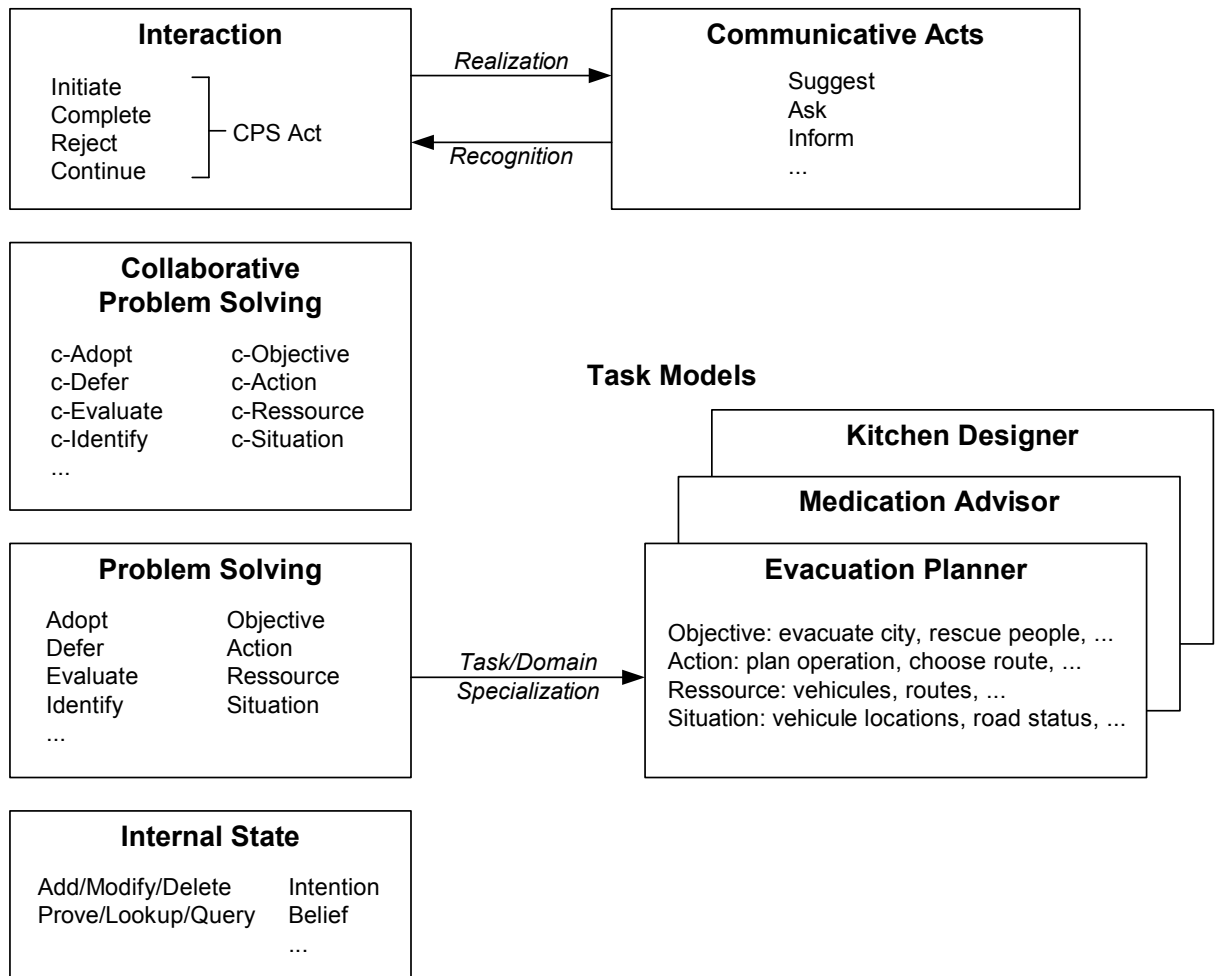 Interaction
Initiate
Complete
Reject
Continue
CPS Act
Realization
Recognition
Communicative Acts
Suggest
Ask
Inform
...
Collaborative
Problem Solving
c-Adopt c-Objective
c-Defer c-Action
c-Evaluate c-Ressource
c-Identify c-Situation
...
Task Models
Kitchen Designer
Medication Advisor
Evacuation Planner
Objective: evacuate city, rescue people, ...
Action: plan operation, choose route, ...
Ressource: vehicules, routes, ...
Situation: vehicule locations, road status, ...
Problem Solving
Adopt Objective
Defer Action
Evaluate Ressource
Identify Situation
...
Task/Domain
Specialization
Internal State
Add/Modify/Delete Intention
Prove/Lookup/Query Belief
...